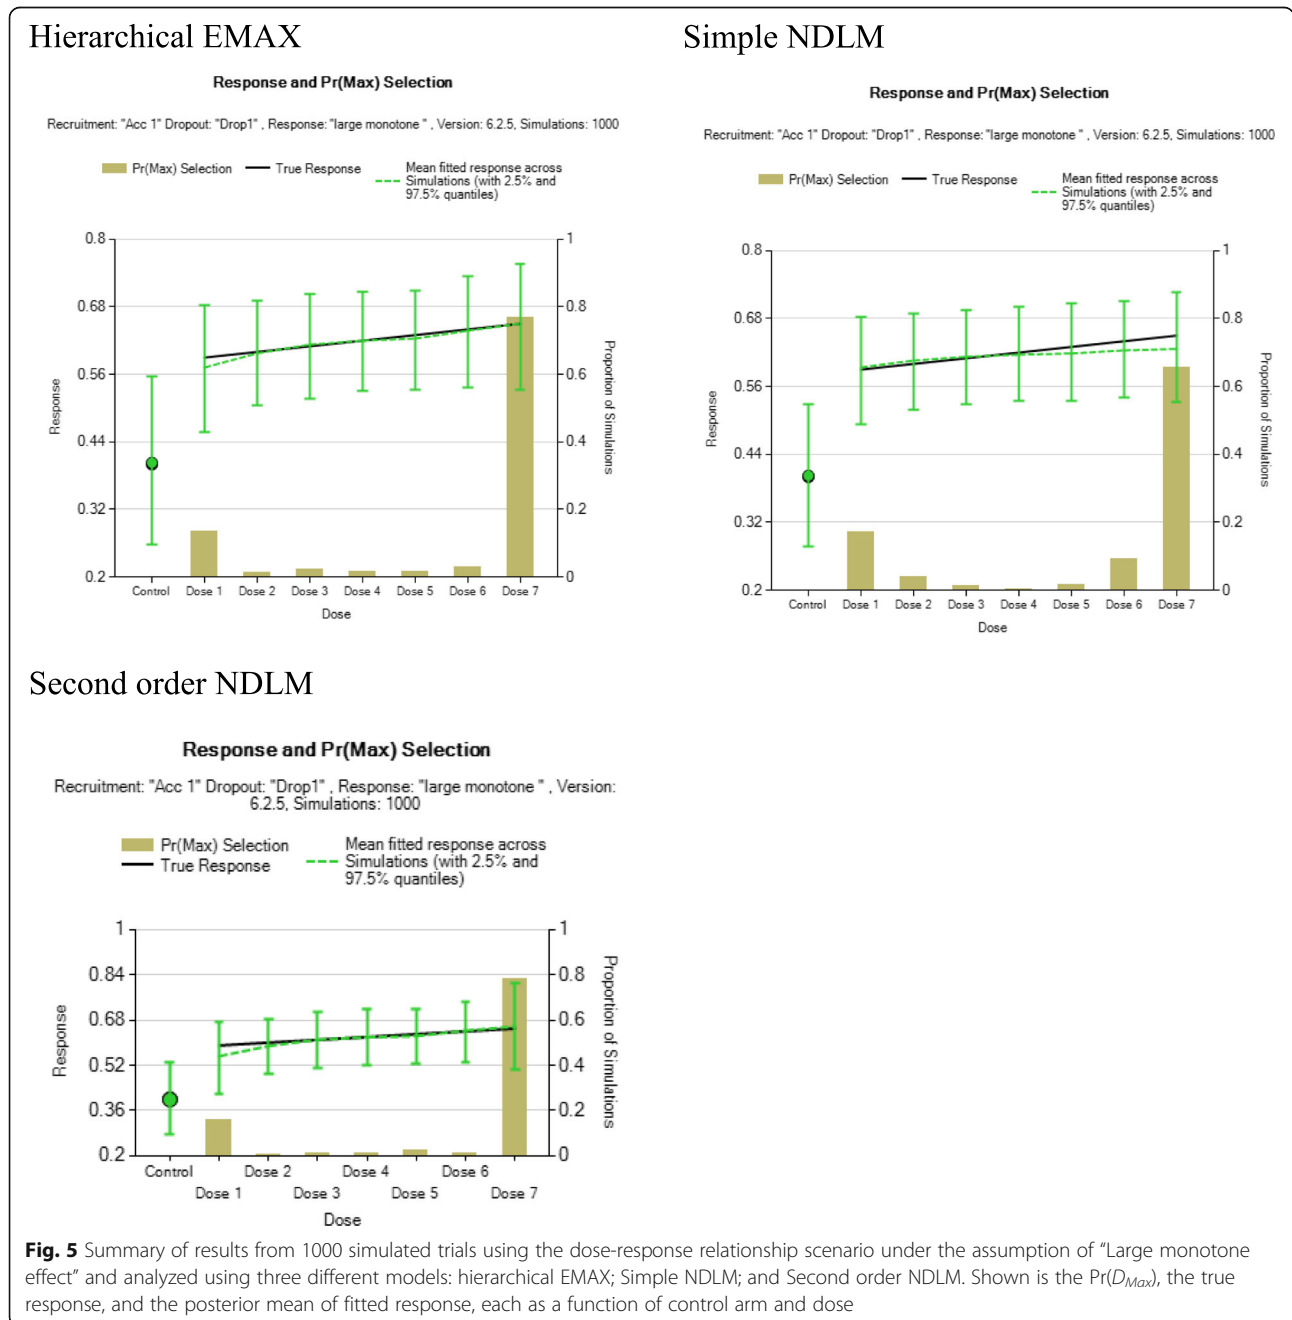 Hierarchical EMAX
Response and Pr(Max) Selection
Recruitment: "Acc 1" Dropout: "Drop1" , Response: "large monotone " , Version: 6.2.5, Simulations: 1000
Pr(Max) Selection
True Response
Mean fitted response across
Simulations (with 2.5% and
97.5% quantiles)
0.8
0.68
0.56
0.44
0.32
0.2
Response
1
0.8
0.6
0.4
0.2
0
Proportion of Simulations
Control Dose 1 Dose 2 Dose 3 Dose 4 Dose 5 Dose 6 Dose 7
Dose
Simple NDLM
Response and Pr(Max) Selection
Recruitment: "Acc 1" Dropout: "Drop1" , Response: "large monotone " , Version: 6.2.5, Simulations: 1000
Pr(Max) Selection
True Response
Mean fitted response across
Simulations (with 2.5% and
97.5% quantiles)
0.8
0.68
0.56
0.44
0.32
0.2
Response
1
0.8
0.6
0.4
0.2
0
Proportion of Simulations
Control Dose 1 Dose 2 Dose 3 Dose 4 Dose 5 Dose 6 Dose 7
Dose
Second order NDLM
Response and Pr(Max) Selection
Recruitment: "Acc 1" Dropout: "Drop1" , Response: "large monotone " , Version:
6.2.5, Simulations: 1000
Pr(Max) Selection
True Response
Mean fitted response across
Simulations (with 2.5% and
97.5% quantiles)
1
0.84
0.68
0.52
0.36
0.2
Response
1
0.8
0.6
0.4
0.2
0
Proportion of Simulations
Control Dose 2 Dose 4 Dose 6
Dose 1 Dose 3 Dose 5 Dose 7
Dose
Fig. 5 Summary of results from 1000 simulated trials using the dose-response relationship scenario under the assumption of “Large monotone
effect” and analyzed using three different models: hierarchical EMAX; Simple NDLM; and Second order NDLM. Shown is the Pr(DMax), the true
response, and the posterior mean of fitted response, each as a function of control arm and dose